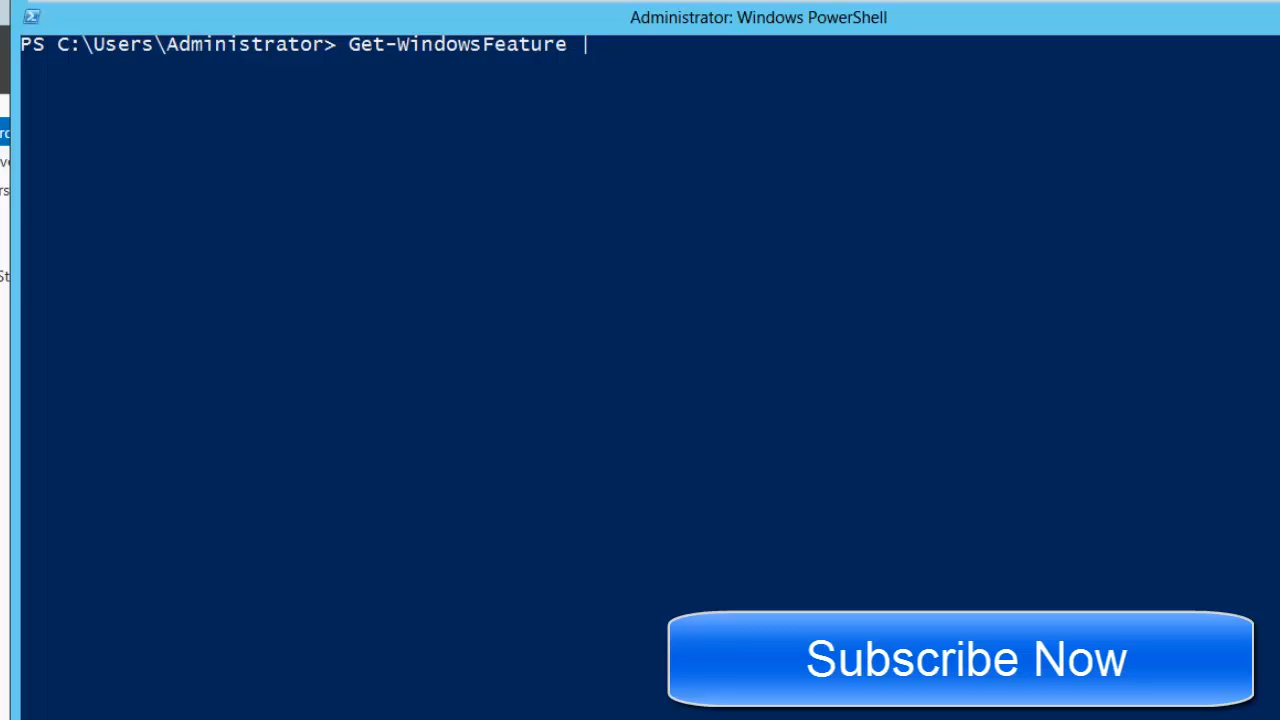 Administrator: Windows PowerShell
PS C:\Users\Administrator> Get-WindowsFeature |
Subscribe Now